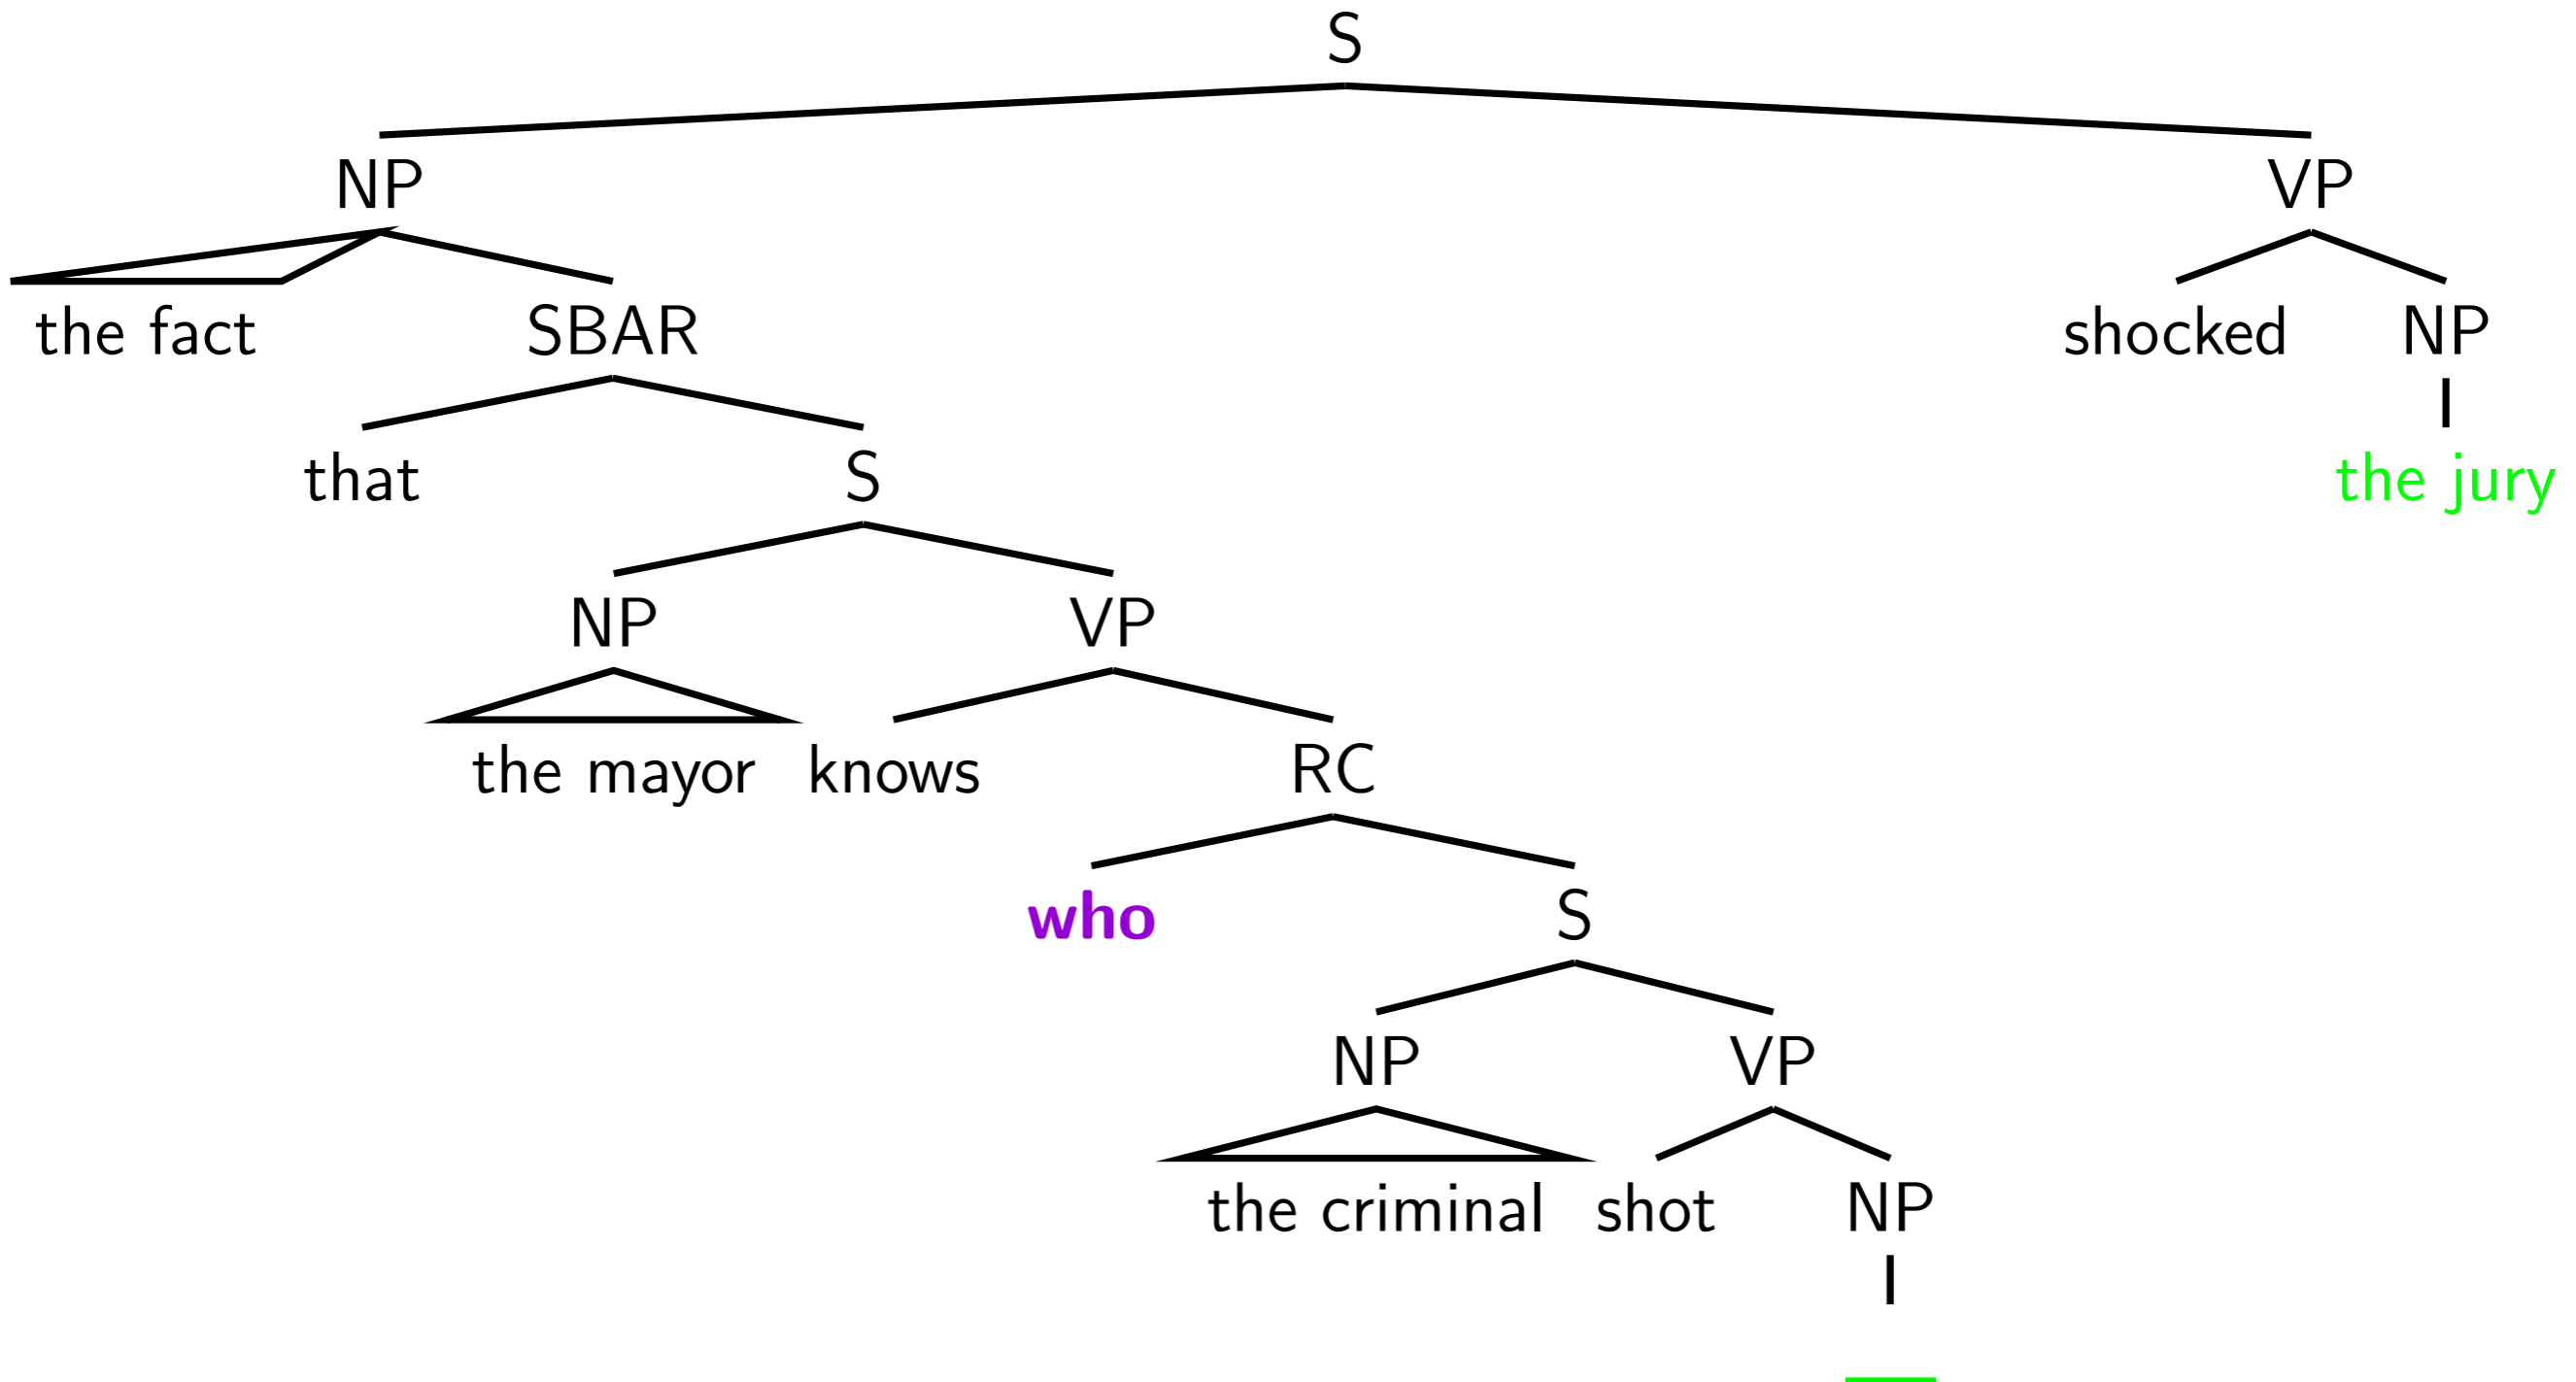 S
NP VP
the fact SBAR shocked NP
that S the jury
NP VP
the mayor knows RC
who S
NP VP
the criminal shot NP